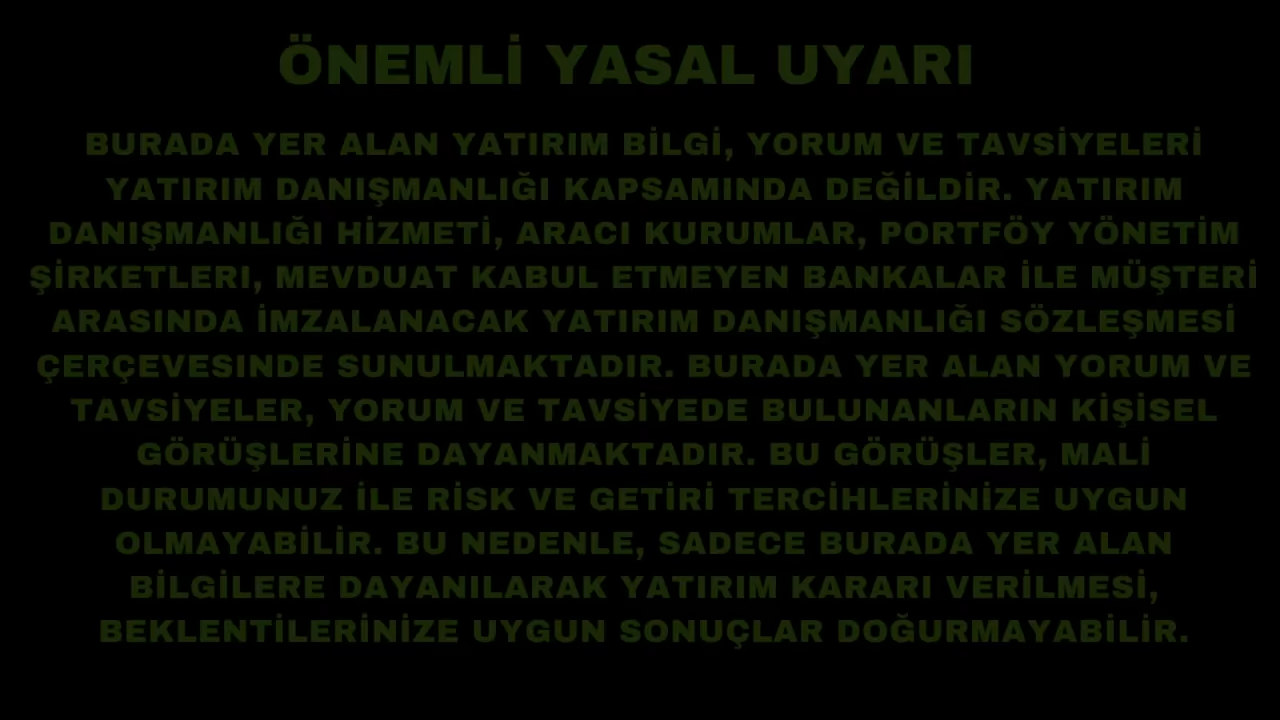 ÖNEMLİ YASAL UYARI
BURADA YER ALAN YATIRIM BİLGİ, YORUM VE TAVSİYELERİ
YATIRIM DANIŞMANLIĞI KAPSAMINDA DEĞİLDİR. YATIRIM
DANIŞMANLIĞI HİZMETİ, ARACI KURUMLAR, PORTFÖY YÖNETİM
ŞİRKETLERI, MEVDUAT KABUL ETMEYEN BANKALAR İLE MÜŞTERİ
ARASINDA İMZALANACAK YATIRIM DANIŞMANLIĞI SÖZLEŞMESİ
ÇERÇEVESINDE SUNULMAKTADIR. BURADA YER ALAN YORUM VE
TAVSİYELER, YORUM VE TAVSİYEDE BULUNANLARIN KİŞİSEL
GÖRÜŞLERİNE DAYANMAKTADIR. BU GÖRÜŞLER, MALİ
DURUMUNUZ İLE RİSK VE GETİRİ TERCİHLERİNİZE UYGUN
OLMAYABİLİR. BU NEDENLE, SADECE BURADA YER ALAN
BİLGİLERE DAYANILARAK YATIRIM KARARI VERİLMESİ,
BEKLENTİLERİNİZE UYGUN SONUÇLAR DOĞURMAYABİLİR.